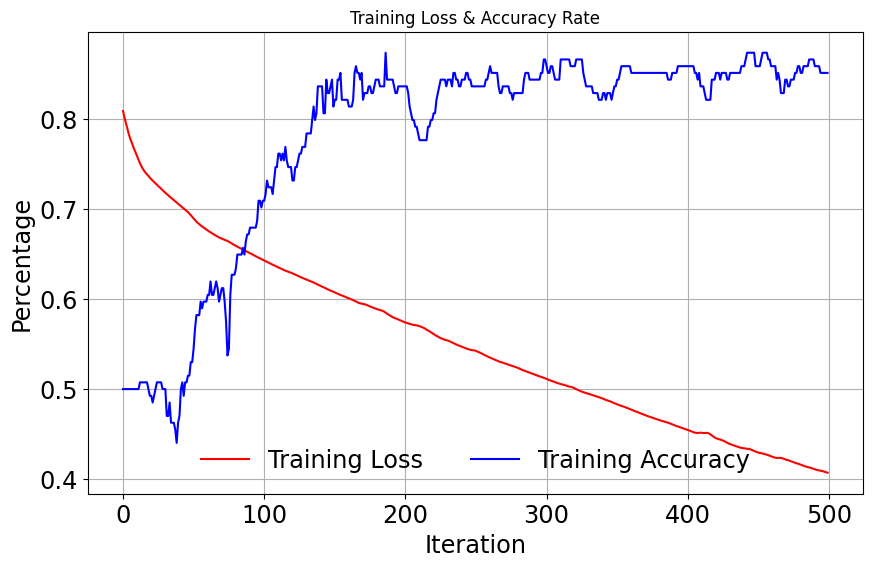 Training Loss & Accuracy Rate
Percentage
0.8
0.7
0.6
0.5
0.4
Training Loss
Training Accuracy
0 100 200 300 400 500
Iteration